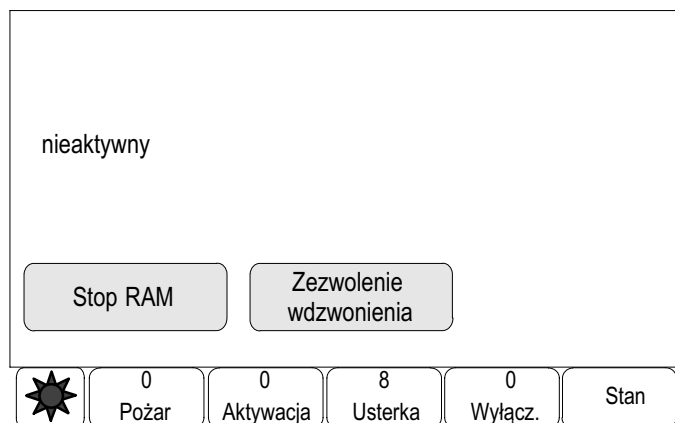 nieaktywny
Stop RAM
Zezwolenie
wdzwonienia
0
Pożar
0
Aktywacja
8
Usterka
0
Wyłącz.
Stan